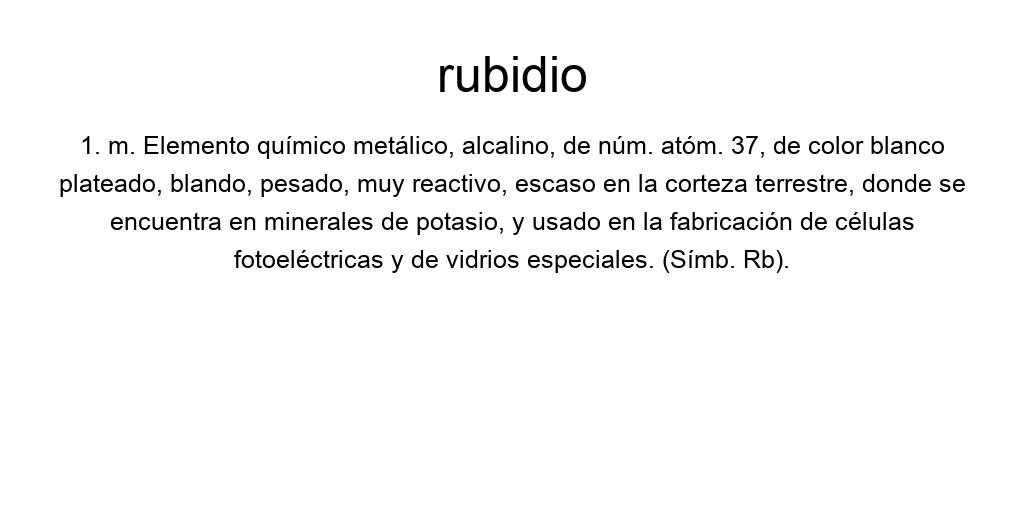 rubidio
1. m. Elemento químico metálico, alcalino, de núm. atóm. 37, de color blanco
plateado, blando, pesado, muy reactivo, escaso en la corteza terrestre, donde se
encuentra en minerales de potasio, y usado en la fabricación de células
fotoeléctricas y de vidrios especiales. (Símb. Rb).